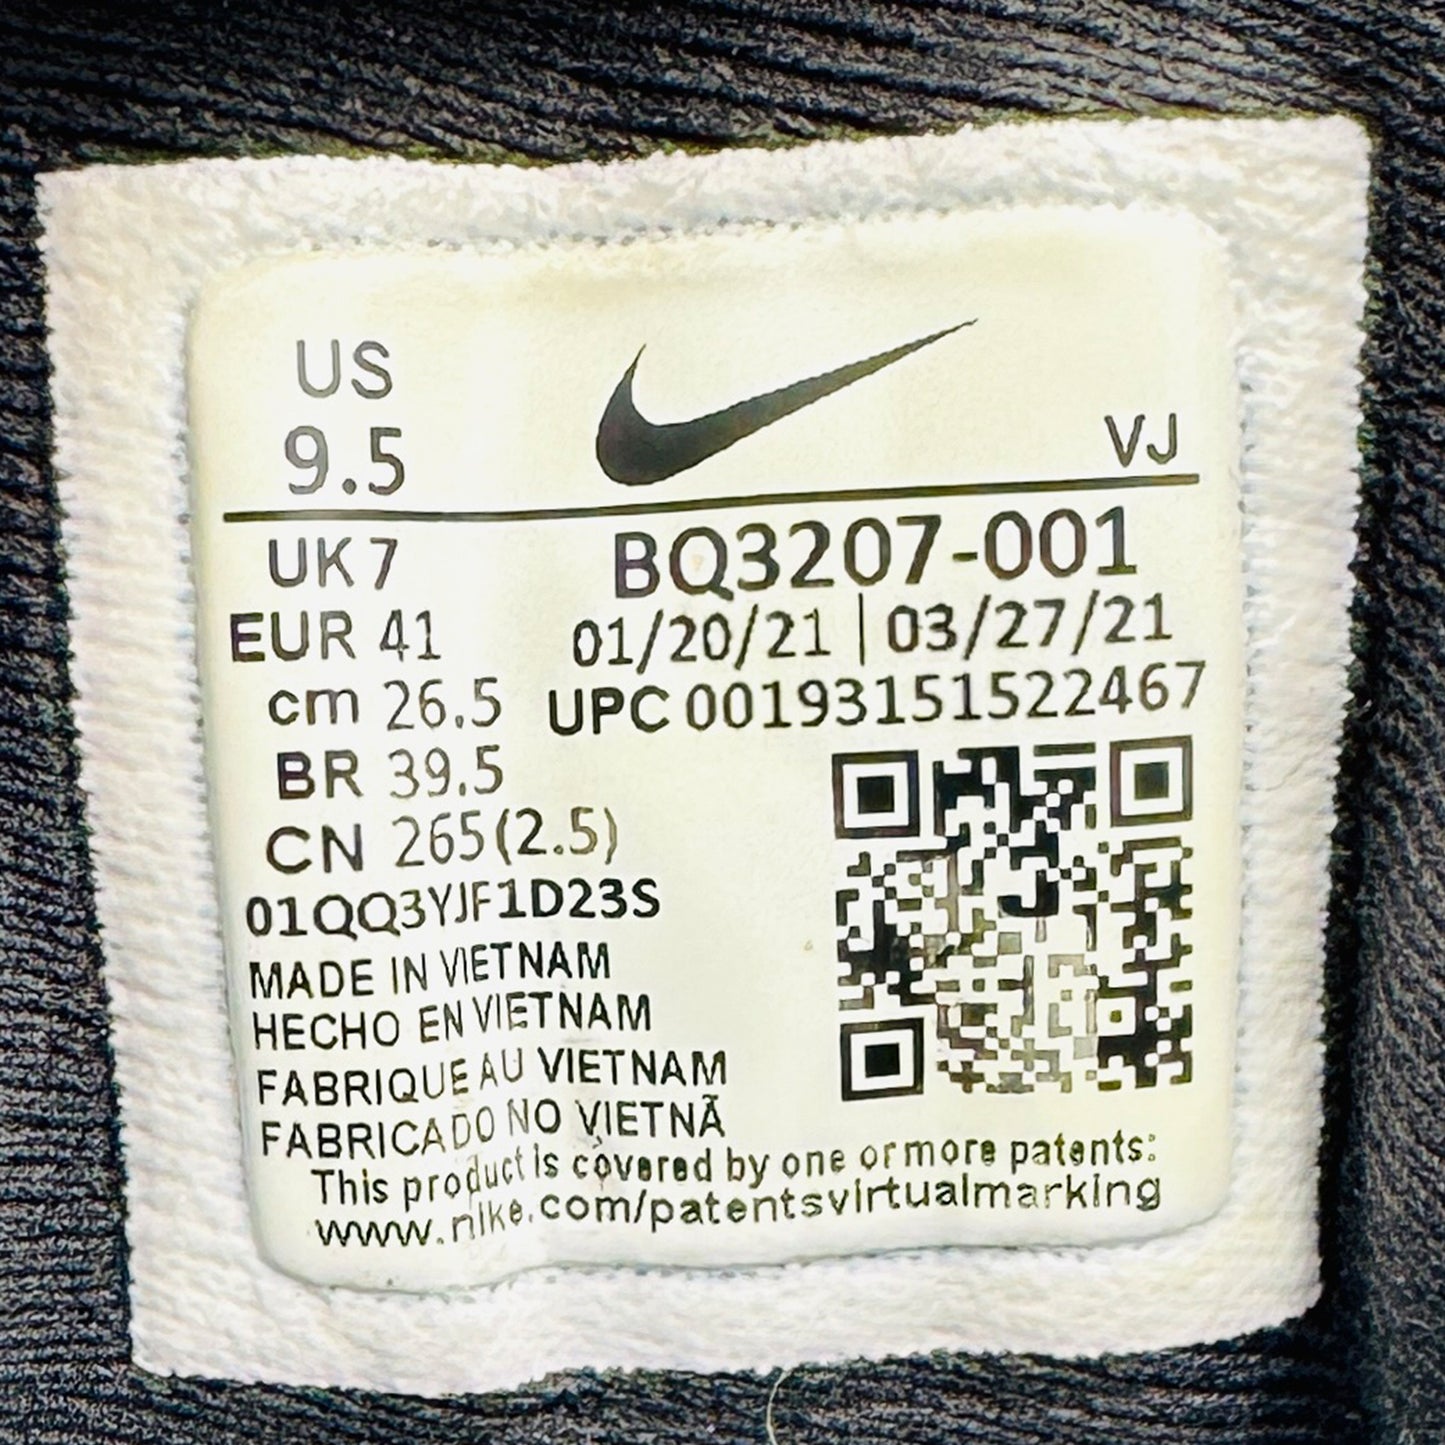 US
9.5
VJ
UK 7
BQ3207-001
EUR 41
01/20/21 | 03/27/21
cm 26.5
UPC 00193151522467
BR 39.5
CN 265(2.5)
01QQ3YJF1D23S
MADE IN VIETNAM
HECHO EN VIETNAM
FABRIQUE AU VIETNAM
FABRICADO NO VIETNÃ
This product is covered by one or more patents:
www.nike.com/patentsvirtualmarking